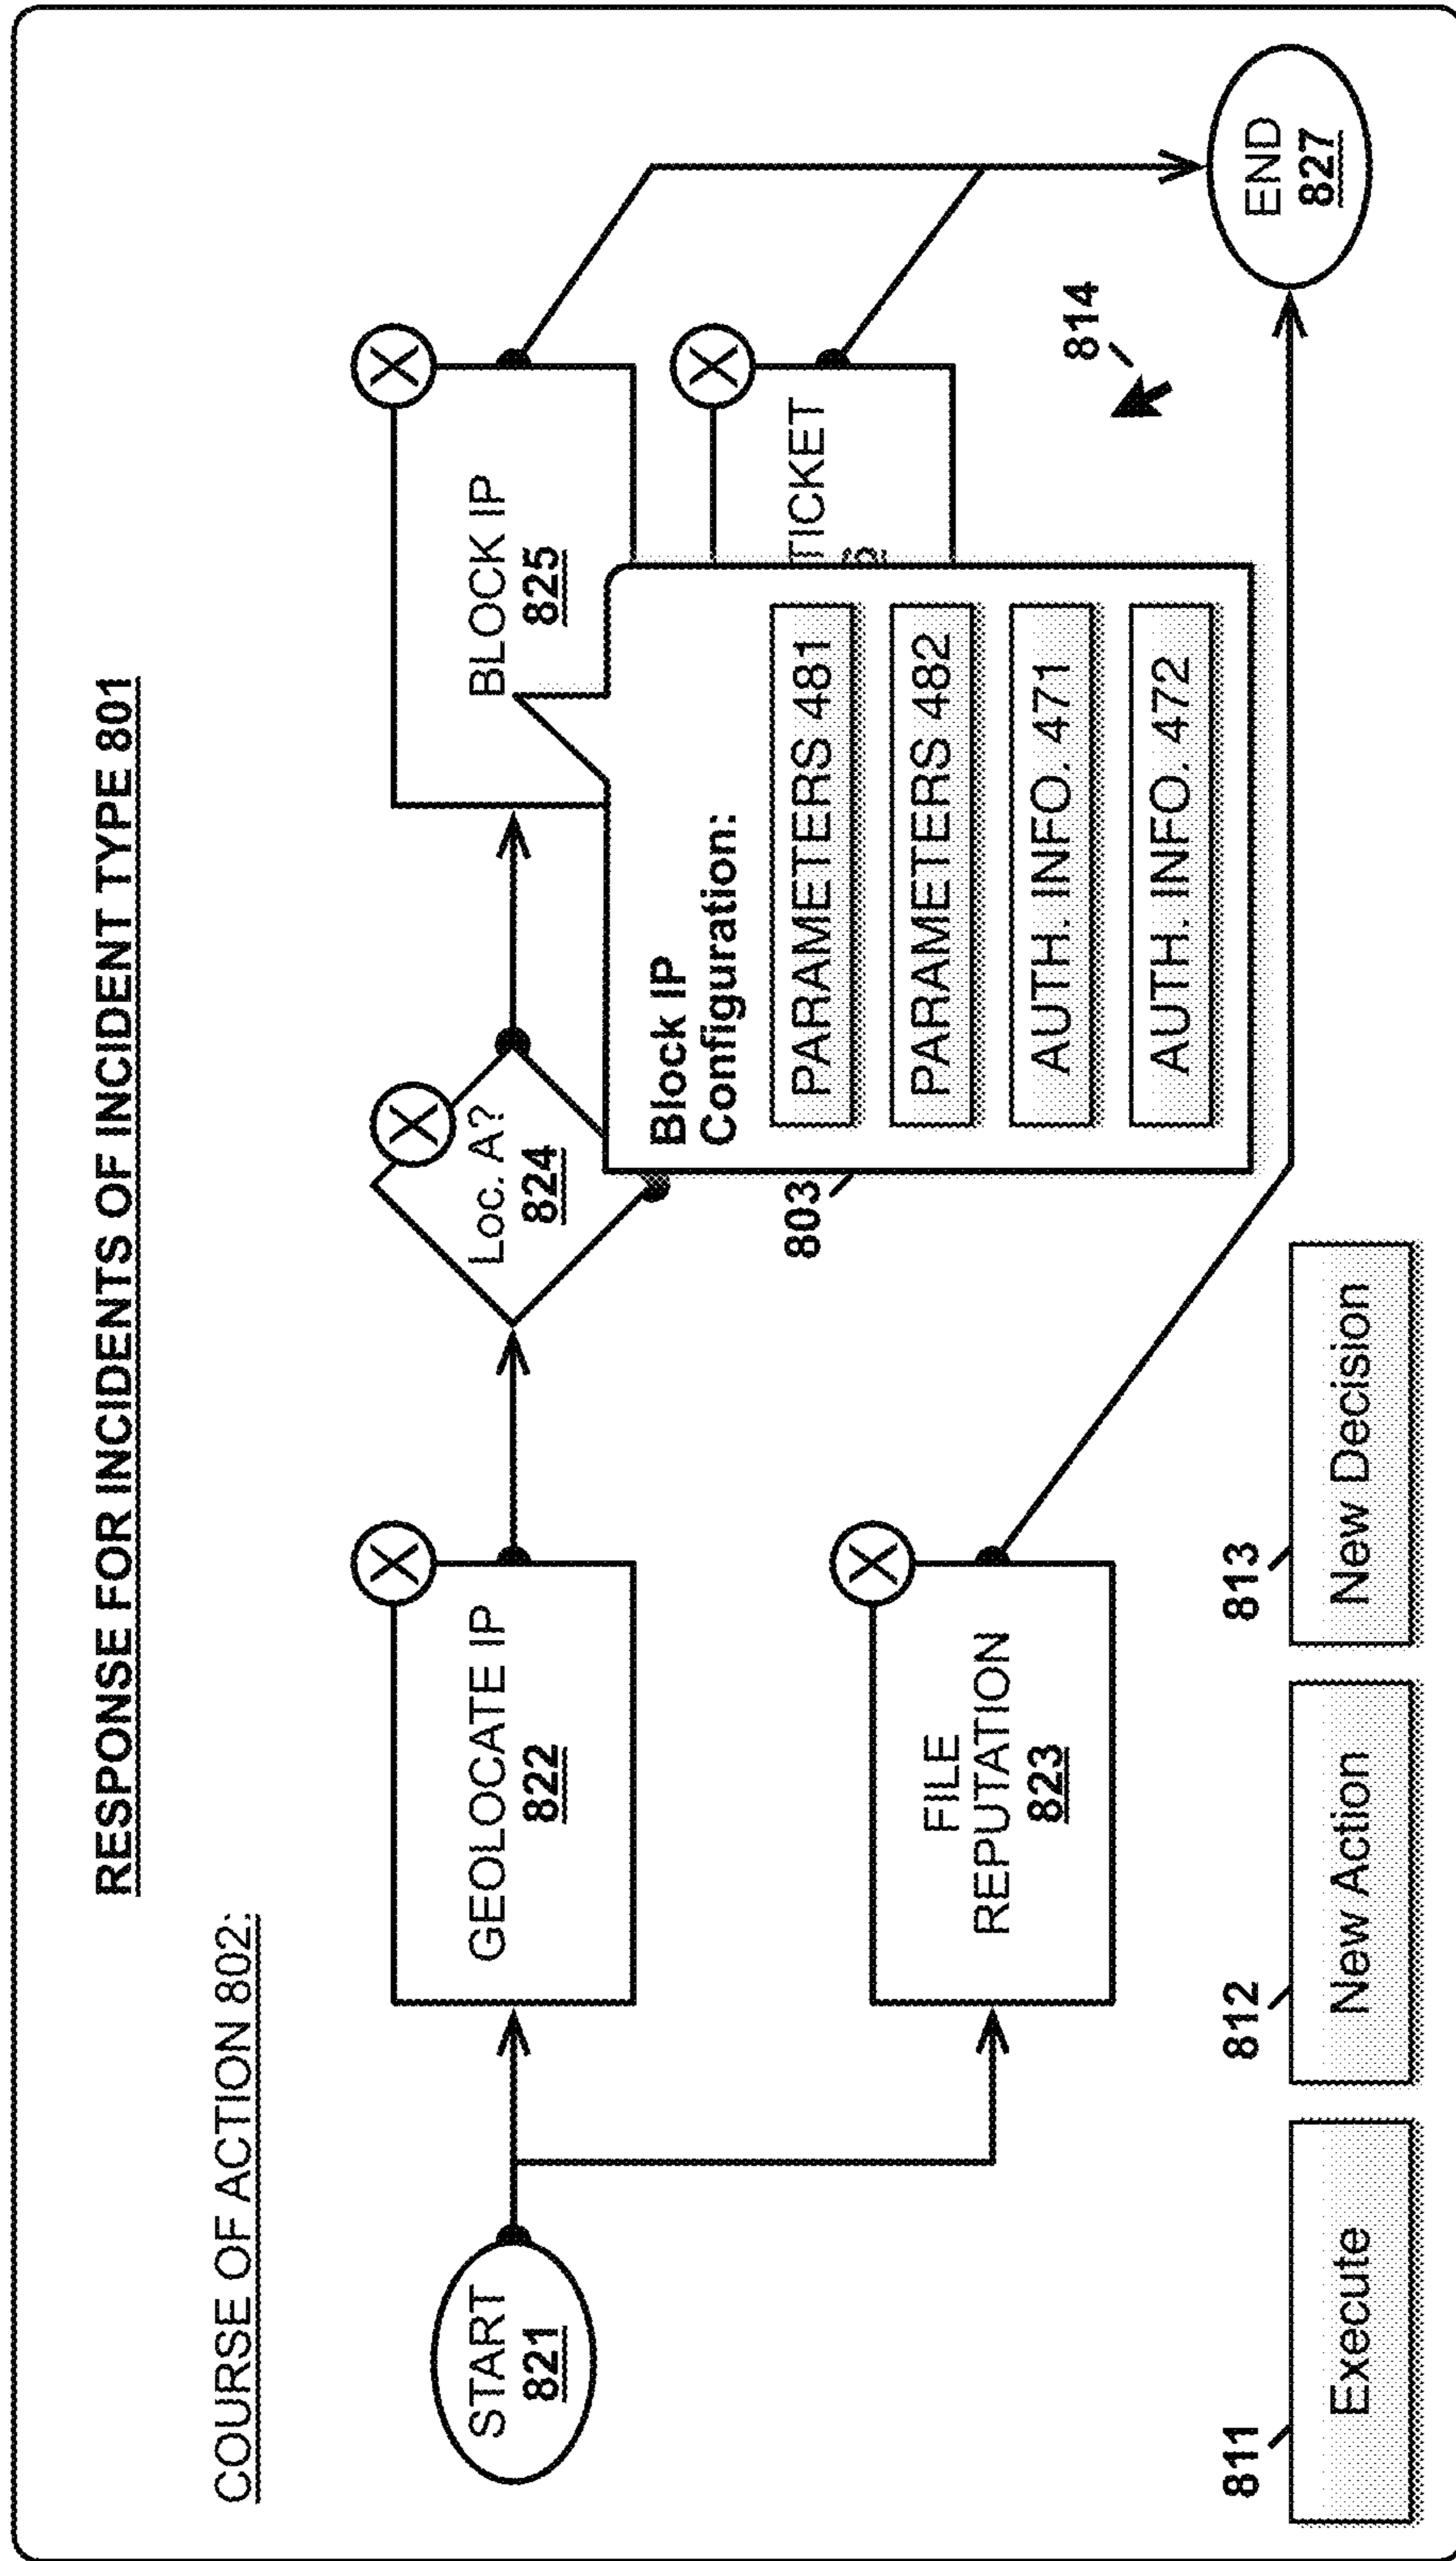 RESPONSE FOR INCIDENTS OF INCIDENT TYPE 801
COURSE OF ACTION 802:
START
821
GEOLOCATE IP
822
X
Loc. A?
824
X
BLOCK IP
825
X
FILE
REPUTATION
823
X
TICKET
X
803
Block IP
Configuration:
PARAMETERS 481
PARAMETERS 482
AUTH. INFO. 471
AUTH. INFO. 472
814
END
827
811
Execute
812
New Action
813
New Decision